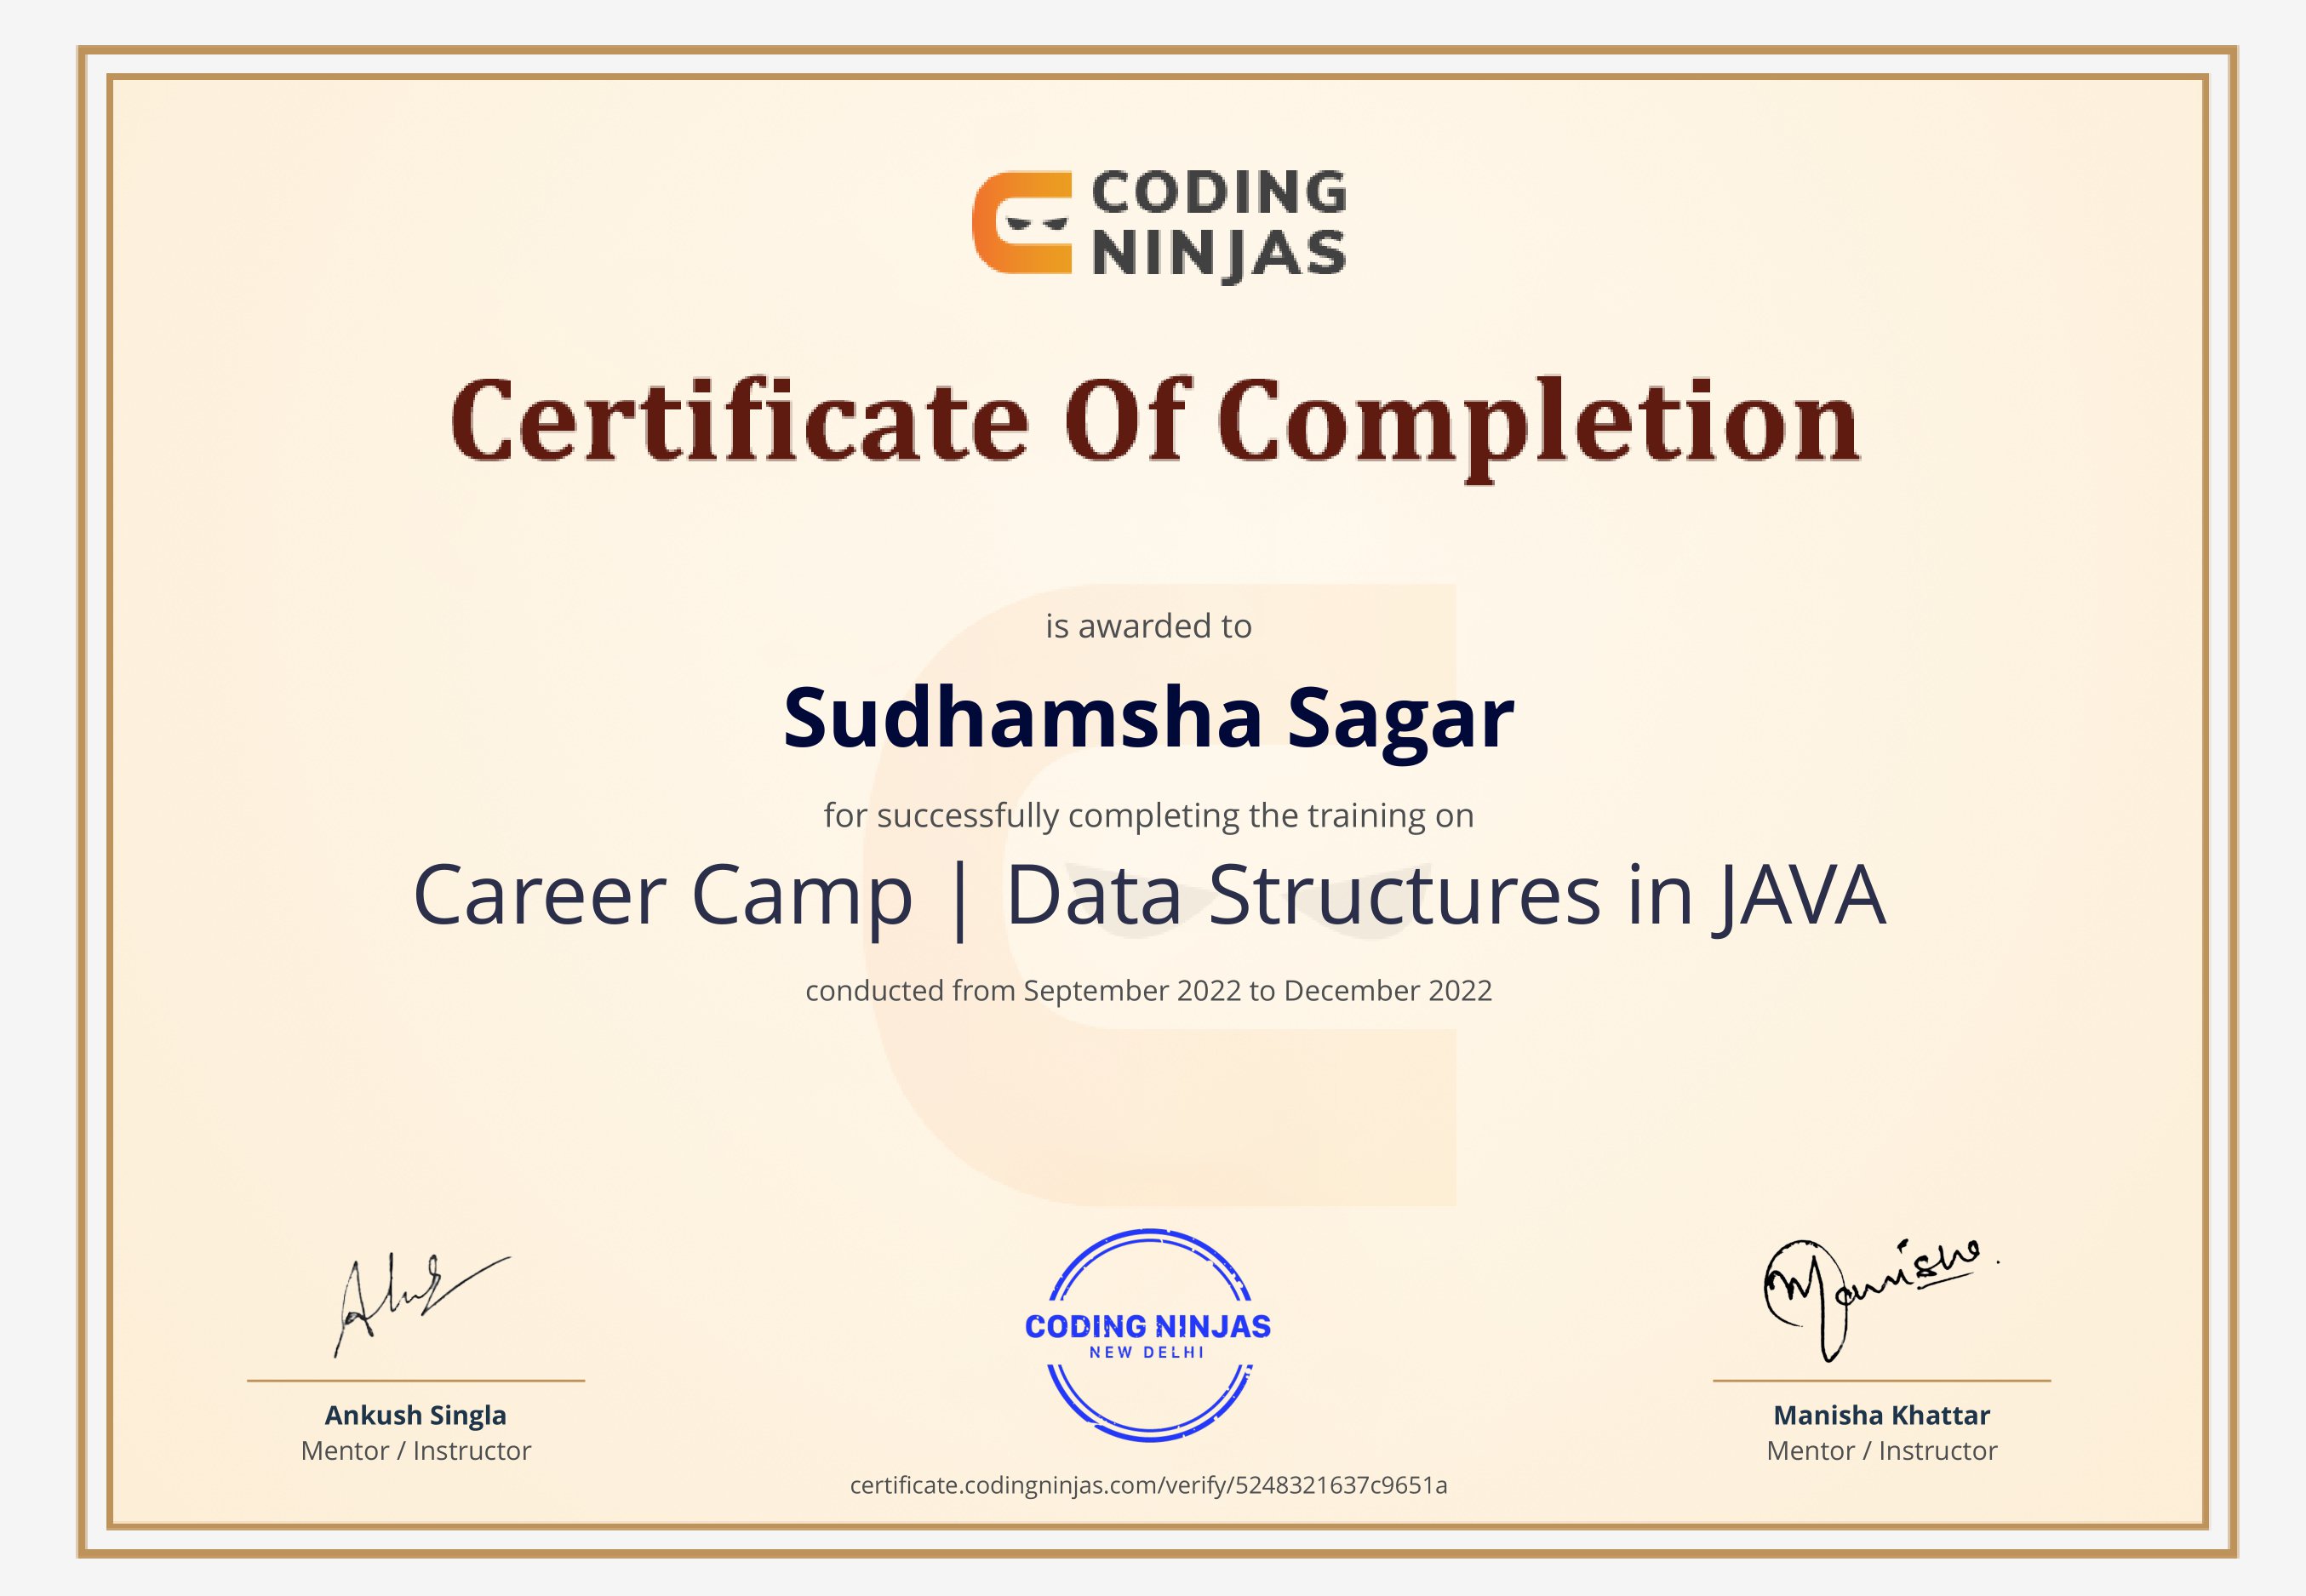 CODING
NINJAS
Certificate Of Completion
is awarded to
Sudhamsha Sagar
for successfully completing the training on
Career Camp | Data Structures in JAVA
conducted from September 2022 to December 2022
Manisha.
CODING NINJAS
NEW DELHI
Ankush Singla
Mentor / Instructor
Manisha Khattar
Mentor / Instructor
certificate.codingninjas.com/verify/5248321637c9651a